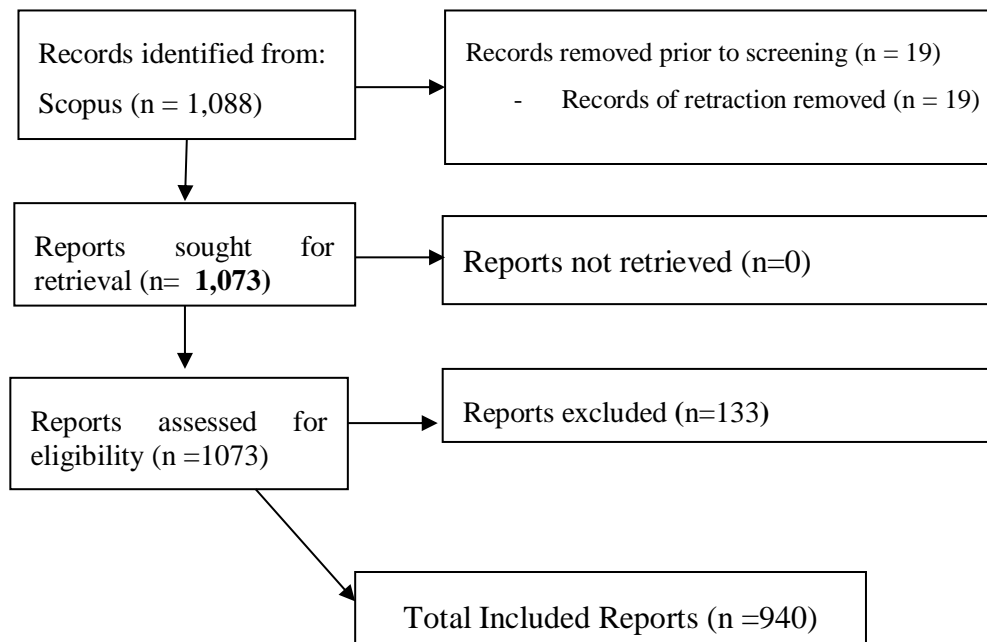 Records identified from:
Scopus (n = 1,088)
Records removed prior to screening (n = 19)
- Records of retraction removed (n = 19)
Reports sought for
retrieval (n= 1,073)
Reports not retrieved (n=0)
Reports assessed for
eligibility (n =1073)
Reports excluded (n=133)
Total Included Reports (n =940)